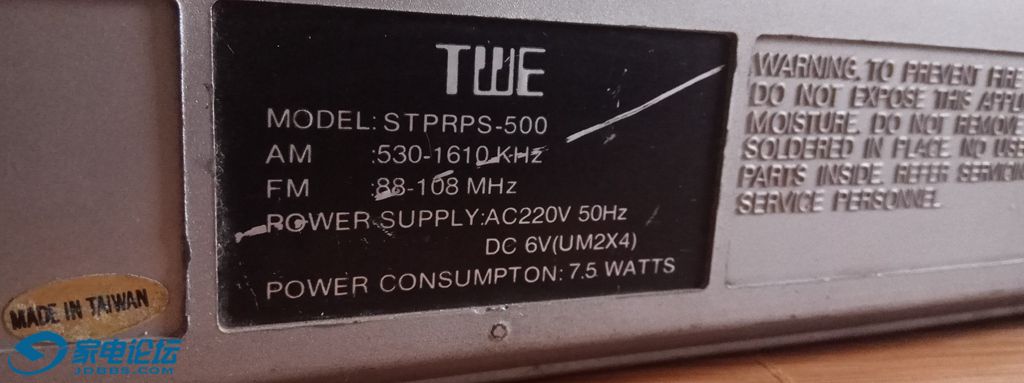 TWE
MODEL: STPRPS-500
AM :530-1610 KHz
FM :88-108 MHz
POWER SUPPLY:AC220V 50Hz
DC 6V(UM2X4)
POWER CONSUMPTON: 7.5 WATTS
WARNING. TO PREVENT FIRE
DO NOT EXPOSE THIS APPL
MOISTURE. DO NOT REMOVE
SOLDERED IN PLACE. NO USE
PARTS INSIDE. REFER SERVICIN
SERVICE PERSONNEL
MADE IN TAIWAN
家电论坛
JDBBS.COM